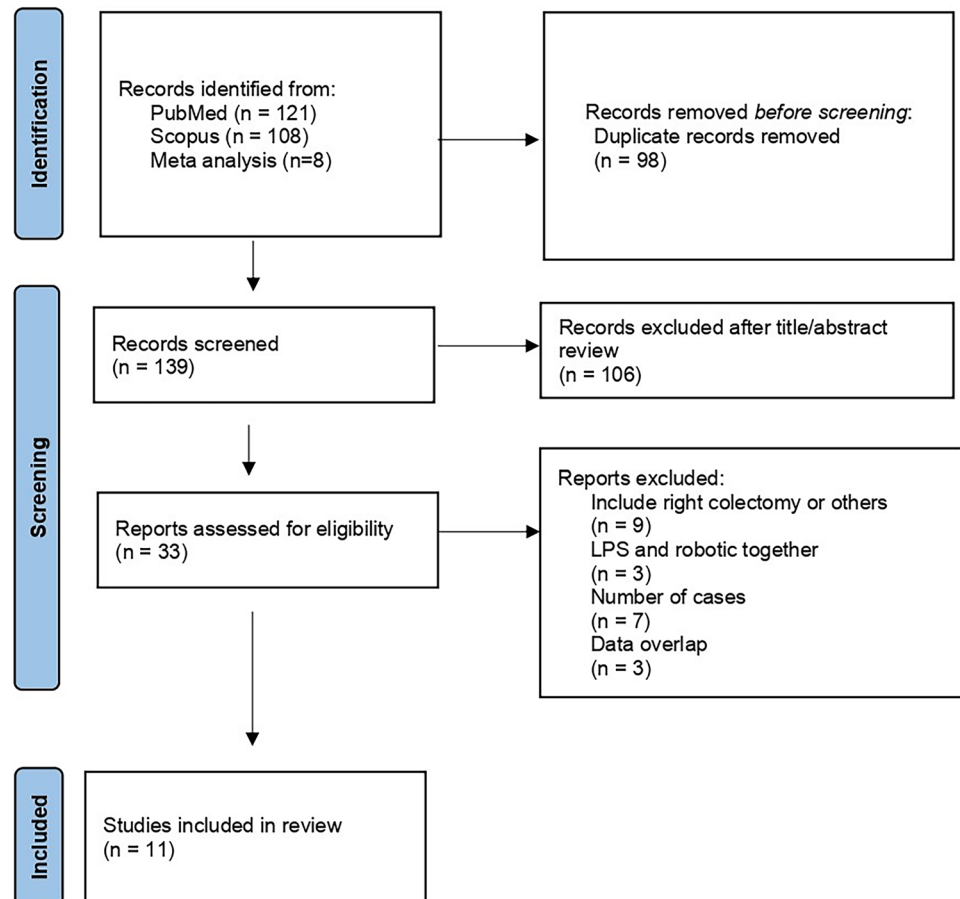 Identification
Records identified from:
PubMed (n = 121)
Scopus (n = 108)
Meta analysis (n=8)
Records removed before screening:
Duplicate records removed
(n = 98)
Screening
Records screened
(n = 139)
Records excluded after title/abstract
review
(n = 106)
Reports assessed for eligibility
(n = 33)
Reports excluded:
Include right colectomy or others
(n = 9)
LPS and robotic together
(n = 3)
Number of cases
(n = 7)
Data overlap
(n = 3)
Included
Studies included in review
(n = 11)